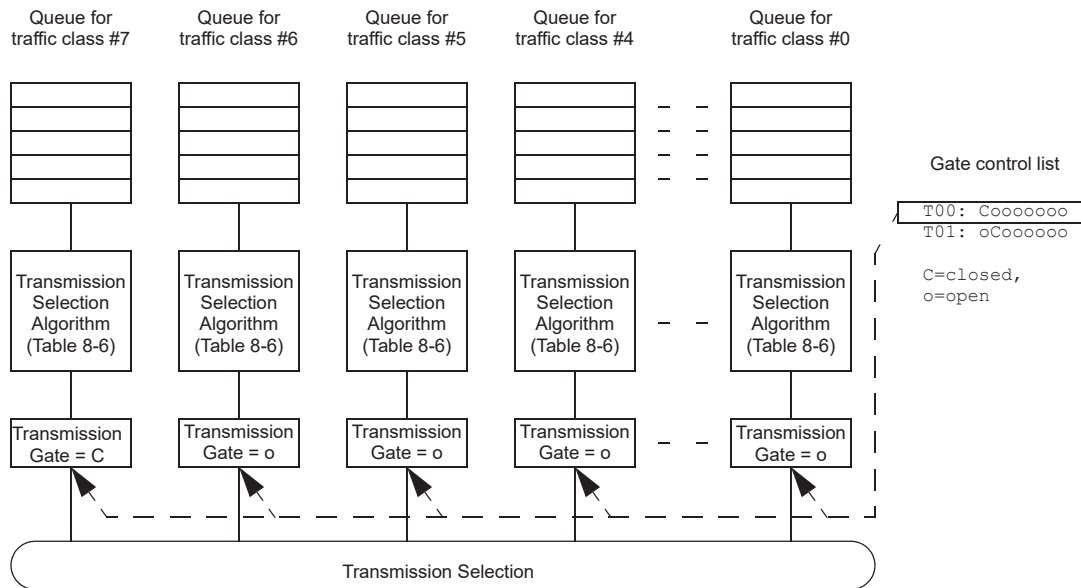 Queue for
traffic class #7
Queue for
traffic class #6
Queue for
traffic class #5
Queue for
traffic class #4
Queue for
traffic class #0
Gate control list
T00: Cooooooo
T01: oCoooooo
C=closed,
o=open
Transmission
Selection
Algorithm
(Table 8-6)
Transmission
Selection
Algorithm
(Table 8-6)
Transmission
Selection
Algorithm
(Table 8-6)
Transmission
Selection
Algorithm
(Table 8-6)
Transmission
Selection
Algorithm
(Table 8-6)
Transmission
Gate = C
Transmission
Gate = o
Transmission
Gate = o
Transmission
Gate = o
Transmission
Gate = o
Transmission Selection